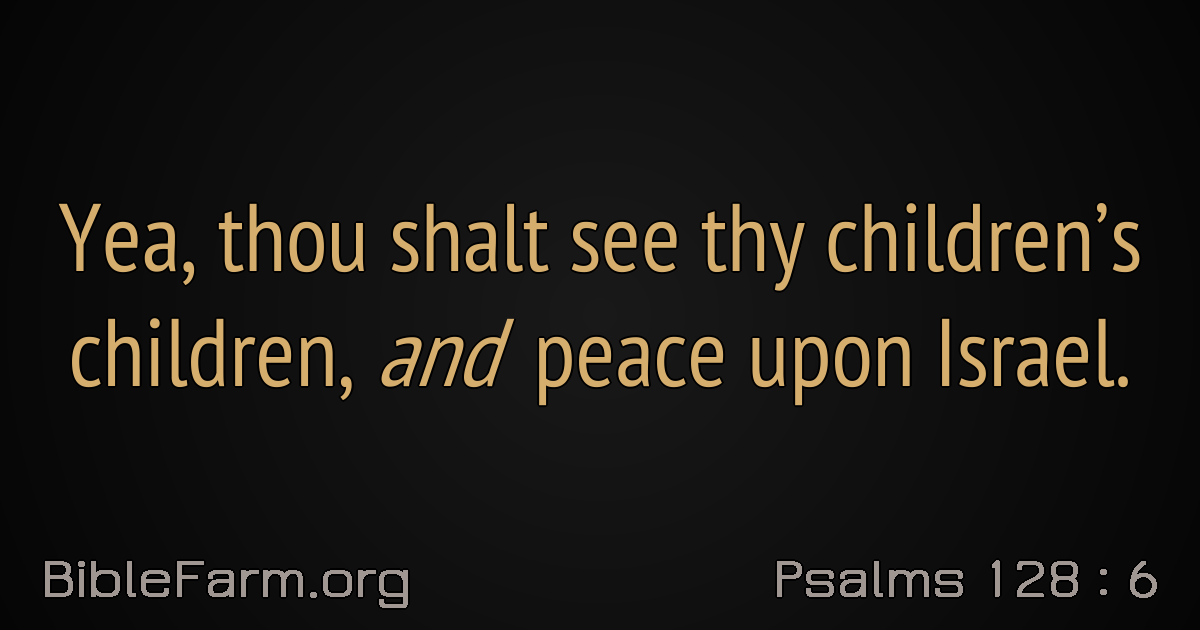 Yea, thou shalt see thy children’s
children, and peace upon Israel.
BibleFarm.org
Psalms 128 : 6